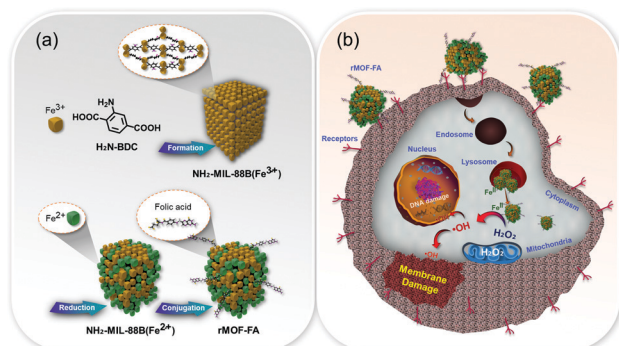 (a)
Fe3+
H₂N
COOH
HOOC
H₂N-BDC
Formation
NH₂-MIL-88B(Fe³⁺)
Fe²⁺
Folic acid
Reduction
NH₂-MIL-88B(Fe²⁺)
Conjugation
rMOF-FA
(b)
rMOF-FA
Receptors
Endosome
Nucleus
Lysosome
DNA damage
Cytoplasm
•OH
H₂O₂
Mitochondria
H₂O₂
•OH
Membrane
Damage